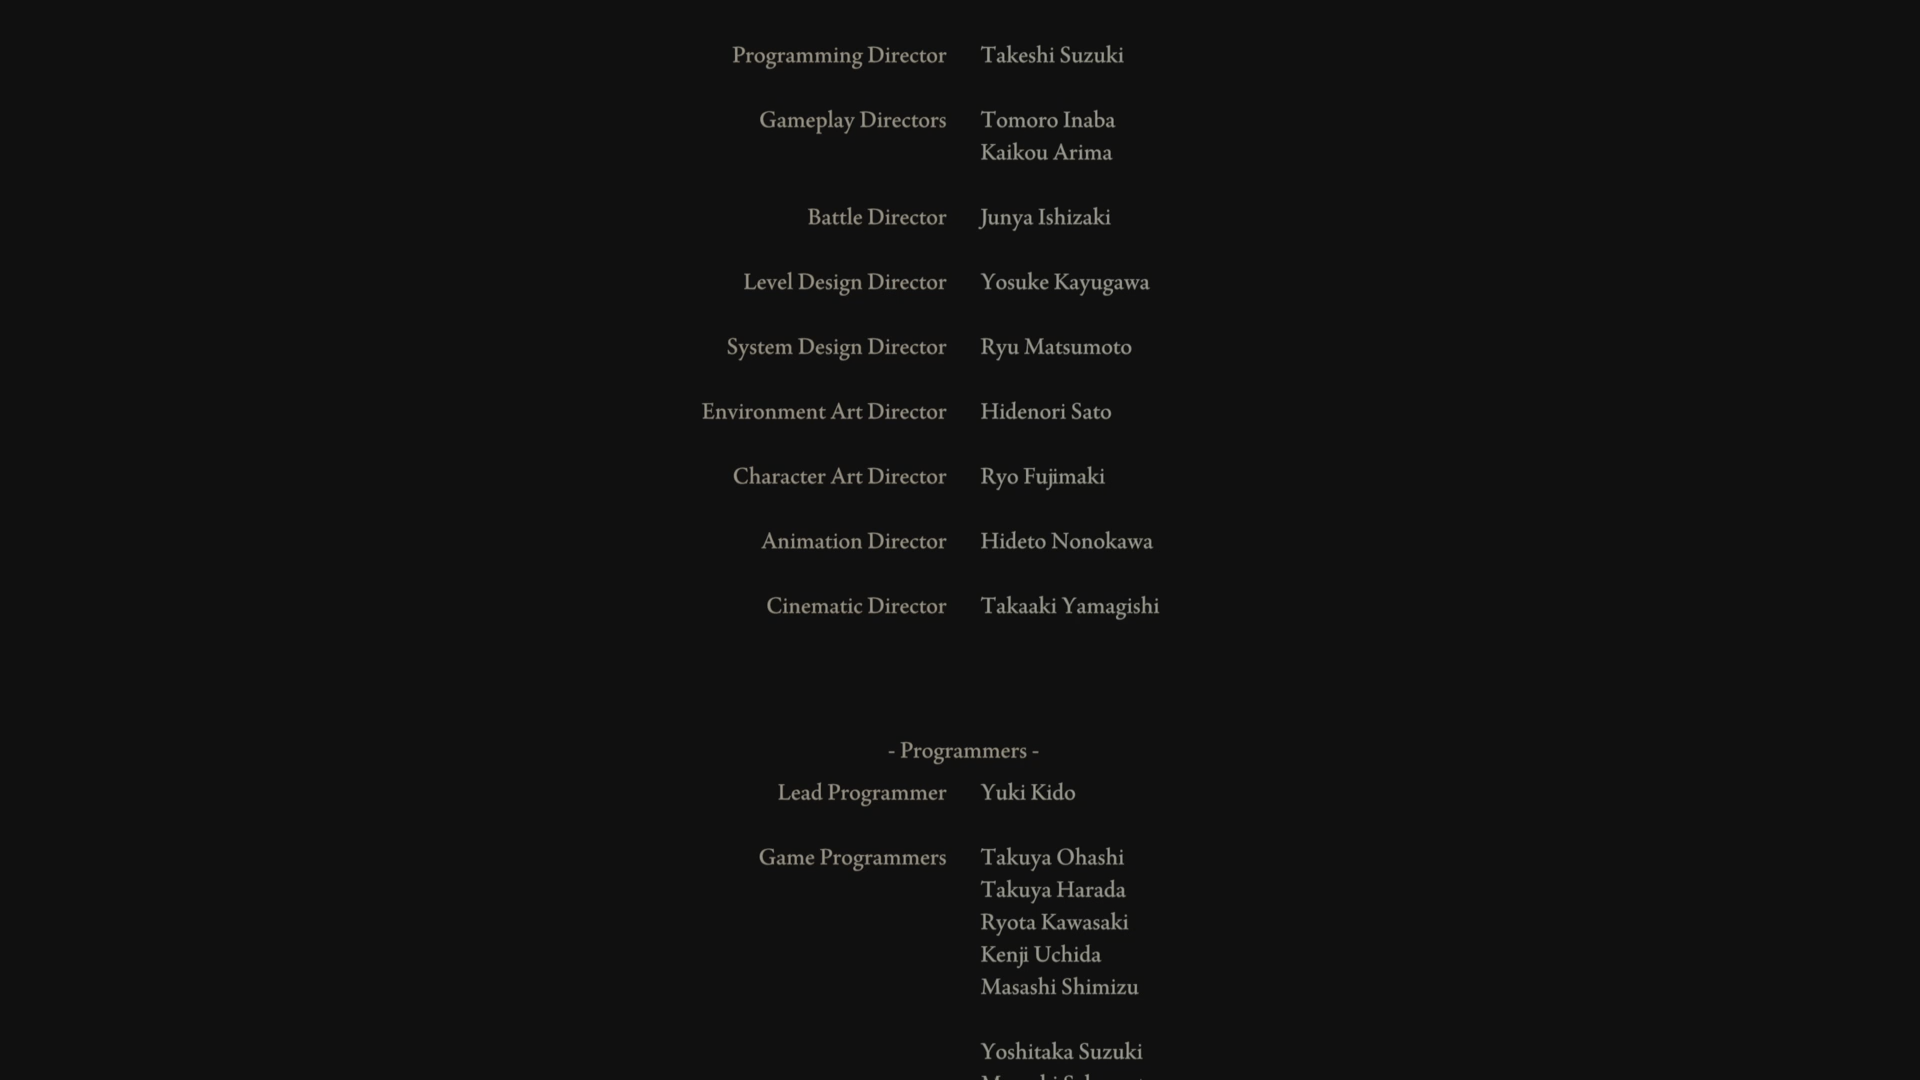 Programming Director Takeshi Suzuki
Gameplay Directors Tomoro Inaba
Kaikou Arima
Battle Director Junya Ishizaki
Level Design Director Yosuke Kayugawa
System Design Director Ryu Matsumoto
Environment Art Director Hidenori Sato
Character Art Director Ryo Fujimaki
Animation Director Hideto Nonokawa
Cinematic Director Takaaki Yamagishi
- Programmers -
Lead Programmer Yuki Kido
Game Programmers Takuya Ohashi
Takuya Harada
Ryota Kawasaki
Kenji Uchida
Masashi Shimizu
Yoshitaka Suzuki